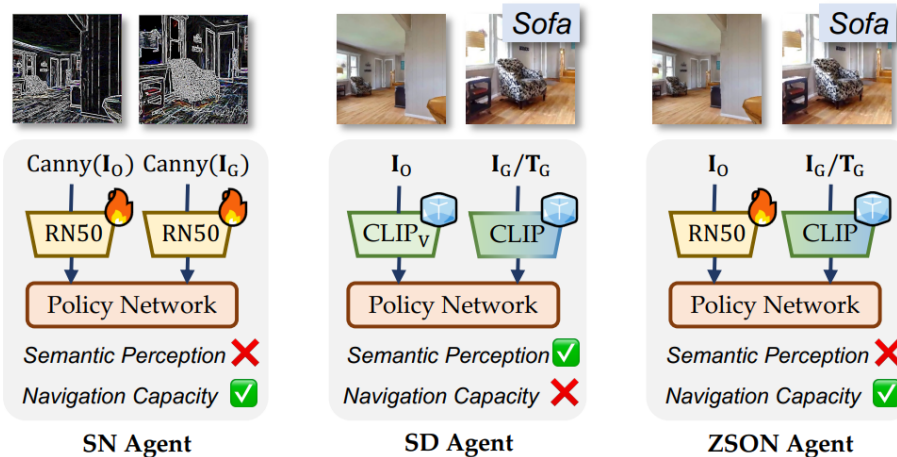 Sofa
Sofa
Canny(I_O) Canny(I_G)
I_O I_G/T_G
I_O I_G/T_G
RN50 RN50
CLIP_V CLIP
RN50 CLIP
Policy Network
Policy Network
Policy Network
Semantic Perception ❌
Semantic Perception ✅
Semantic Perception ❌
Navigation Capacity ✅
Navigation Capacity ❌
Navigation Capacity ✅
SN Agent
SD Agent
ZSON Agent